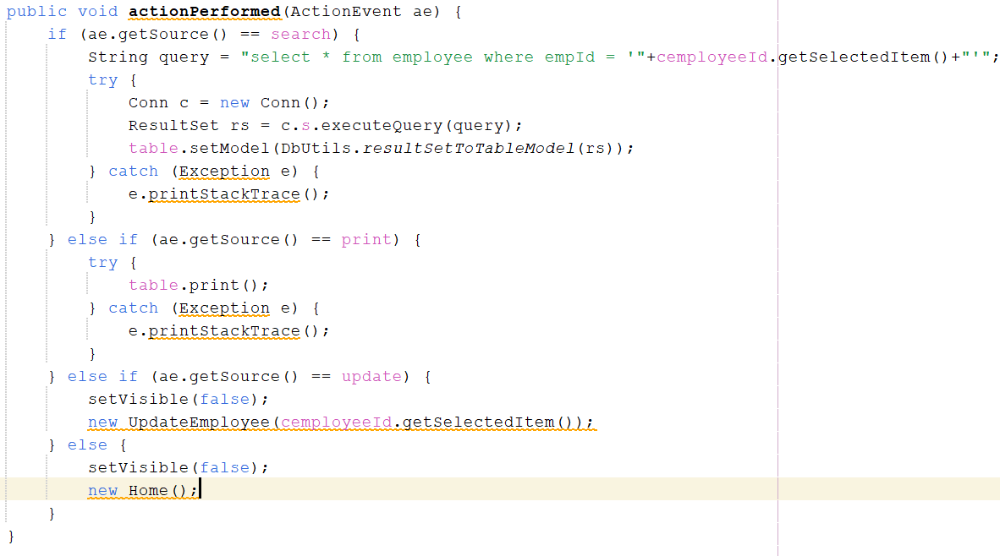 public void actionPerformed(ActionEvent ae) {
    if (ae.getSource() == search) {
        String query = "select * from employee where empId = '"+cemployeeId.getSelectedItem()+"'";
        try {
            Conn c = new Conn();
            ResultSet rs = c.s.executeQuery(query);
            table.setModel(DbUtils.resultSetToTableModel(rs));
        } catch (Exception e) {
            e.printStackTrace();
        }
    } else if (ae.getSource() == print) {
        try {
            table.print();
        } catch (Exception e) {
            e.printStackTrace();
        }
    } else if (ae.getSource() == update) {
        setVisible(false);
        new UpdateEmployee(cemployeeId.getSelectedItem());
    } else {
        setVisible(false);
        new Home();
    }
}